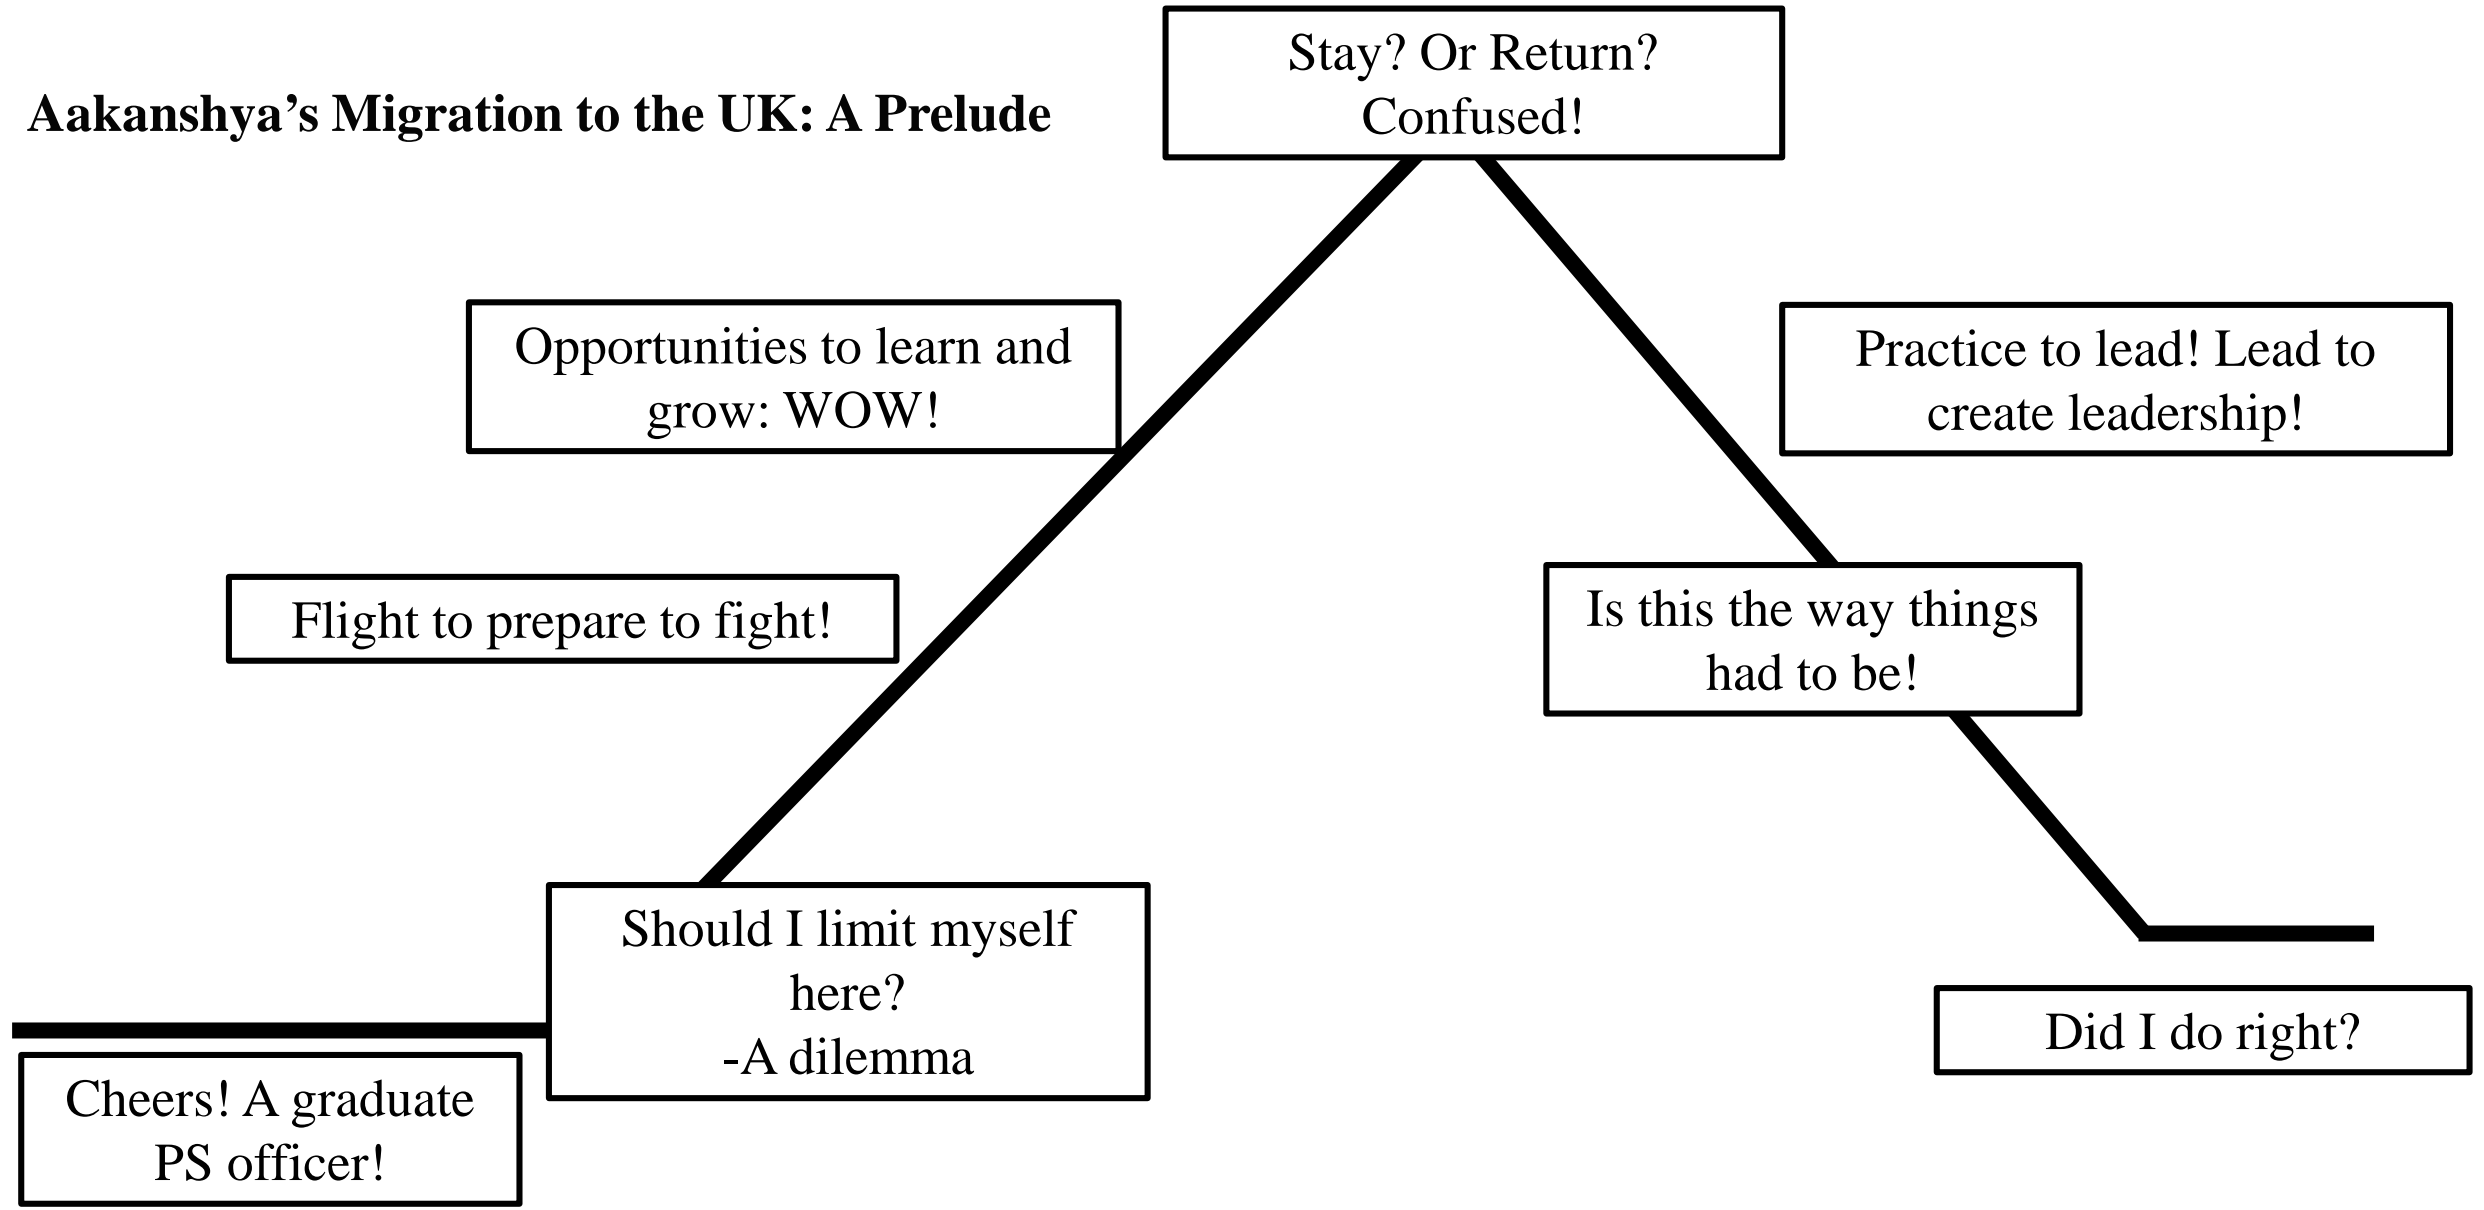 Aakanshya’s Migration to the UK: A Prelude
Stay? Or Return?
Confused!
Opportunities to learn and
grow: WOW!
Practice to lead! Lead to
create leadership!
Flight to prepare to fight!
Is this the way things
had to be!
Should I limit myself
here?
-A dilemma
Did I do right?
Cheers! A graduate
PS officer!